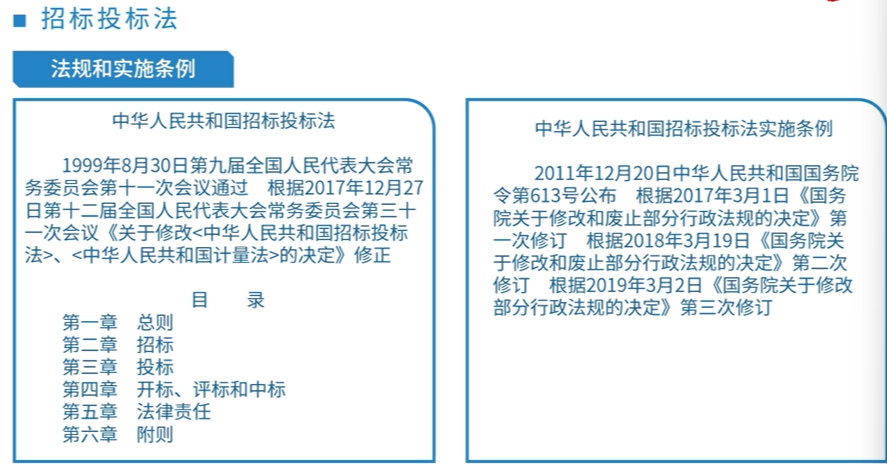 ■ 招标投标法
法规和实施条例
中华人民共和国招标投标法
1999年8月30日第九届全国人民代表大会常
务委员会第十一次会议通过　根据2017年12月27
日第十二届全国人民代表大会常务委员会第三十
一次会议《关于修改<中华人民共和国招标投标
法>、<中华人民共和国计量法>的决定》修正
目　　录
第一章　总则
第二章　招标
第三章　投标
第四章　开标、评标和中标
第五章　法律责任
第六章　附则
中华人民共和国招标投标法实施条例
2011年12月20日中华人民共和国国务院
令第613号公布　根据2017年3月1日《国务
院关于修改和废止部分行政法规的决定》第
一次修订　根据2018年3月19日《国务院关
于修改和废止部分行政法规的决定》第二次
修订　根据2019年3月2日《国务院关于修改
部分行政法规的决定》第三次修订